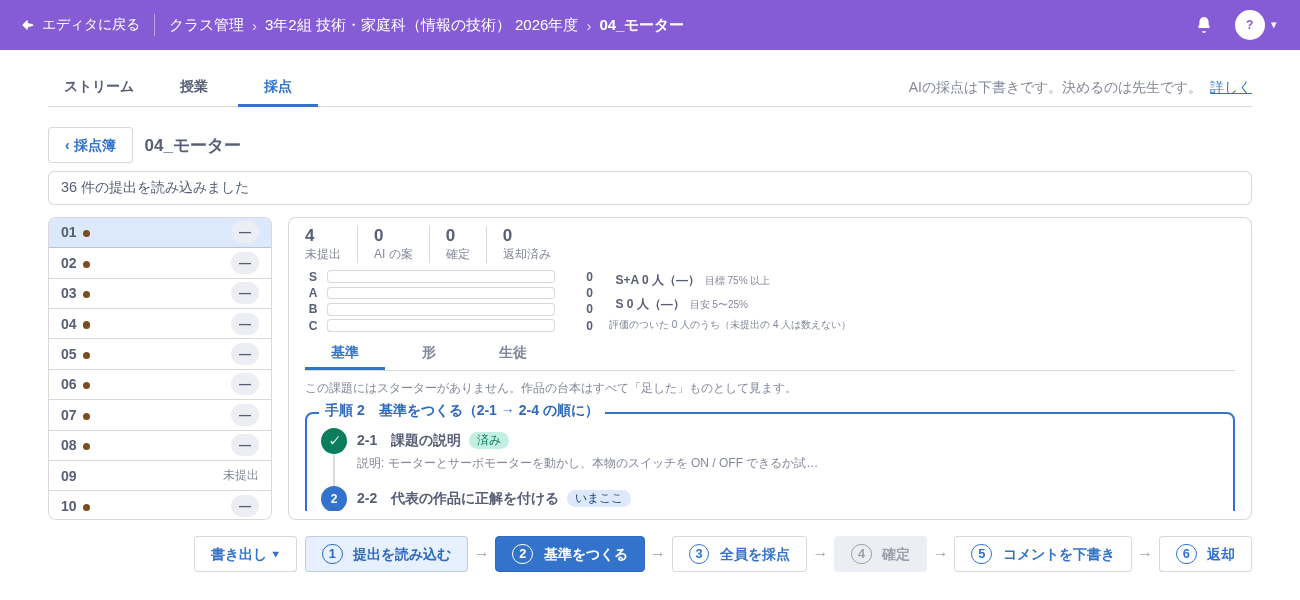 エディタに戻る クラス管理 › 3年2組 技術・家庭科（情報の技術） 2026年度 › 04_モーター ?
ストリーム 授業 採点 AIの採点は下書きです。決めるのは先生です。 詳しく
‹ 採点簿 04_モーター
36 件の提出を読み込みました
01 —
02 —
03 —
04 —
05 —
06 —
07 —
08 —
09 未提出
10 —
4 0 0 0
未提出 AI の案 確定 返却済み
S 0
A 0
B 0
C 0
S+A 0 人（—） 目標 75% 以上
S 0 人（—） 目安 5〜25%
評価のついた 0 人のうち（未提出の 4 人は数えない）
基準 形 生徒
この課題にはスターターがありません。作品の台本はすべて「足した」ものとして見ます。
手順 2 基準をつくる（2-1 → 2-4 の順に）
✓ 2-1 課題の説明 済み
説明: モーターとサーボモーターを動かし、本物のスイッチを ON / OFF できるか試…
2 2-2 代表の作品に正解を付ける いまここ
書き出し ▾ 1 提出を読み込む → 2 基準をつくる → 3 全員を採点 → 4 確定 → 5 コメントを下書き → 6 返却